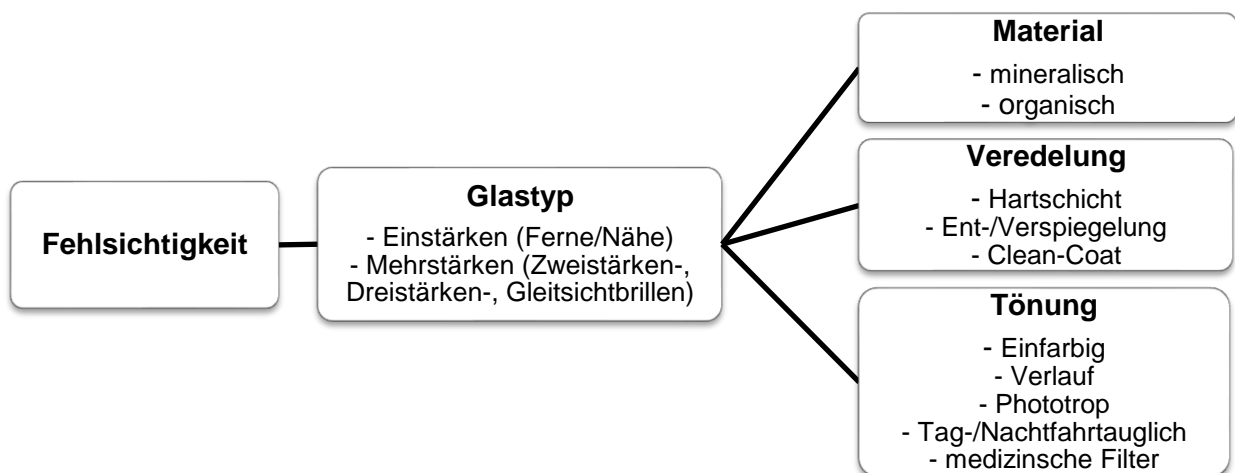 Fehlsichtigkeit
Glastyp
- Einstärken (Ferne/Nähe)
- Mehrstärken (Zweistärken-,
Dreistärken-, Gleitsichtbrillen)
Material
- mineralisch
- organisch
Veredelung
- Hartschicht
- Ent-/Verspiegelung
- Clean-Coat
Tönung
- Einfarbig
- Verlauf
- Phototrop
- Tag-/Nachtfahrtauglich
- medizinsche Filter